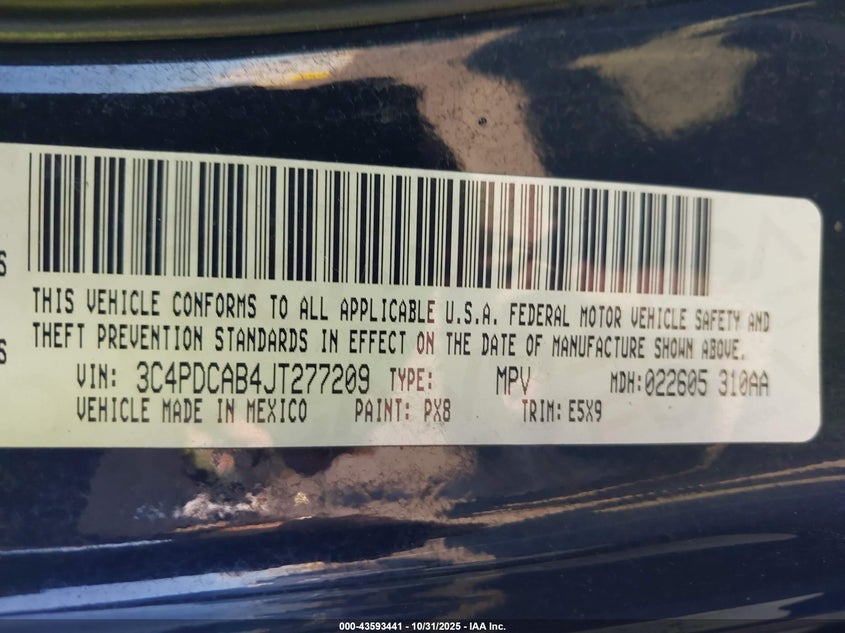 S
THIS VEHICLE CONFORMS TO ALL APPLICABLE U.S.A. FEDERAL MOTOR VEHICLE SAFETY AND
S THEFT PREVENTION STANDARDS IN EFFECT ON THE DATE OF MANUFACTURE SHOWN ABOVE.
VIN: 3C4PDCAB4JT277209 TYPE: MPV MDH:022605 310AA
VEHICLE MADE IN MEXICO PAINT: PX8 TRIM: E5X9
000-43593441 - 10/31/2025 - IAA Inc.